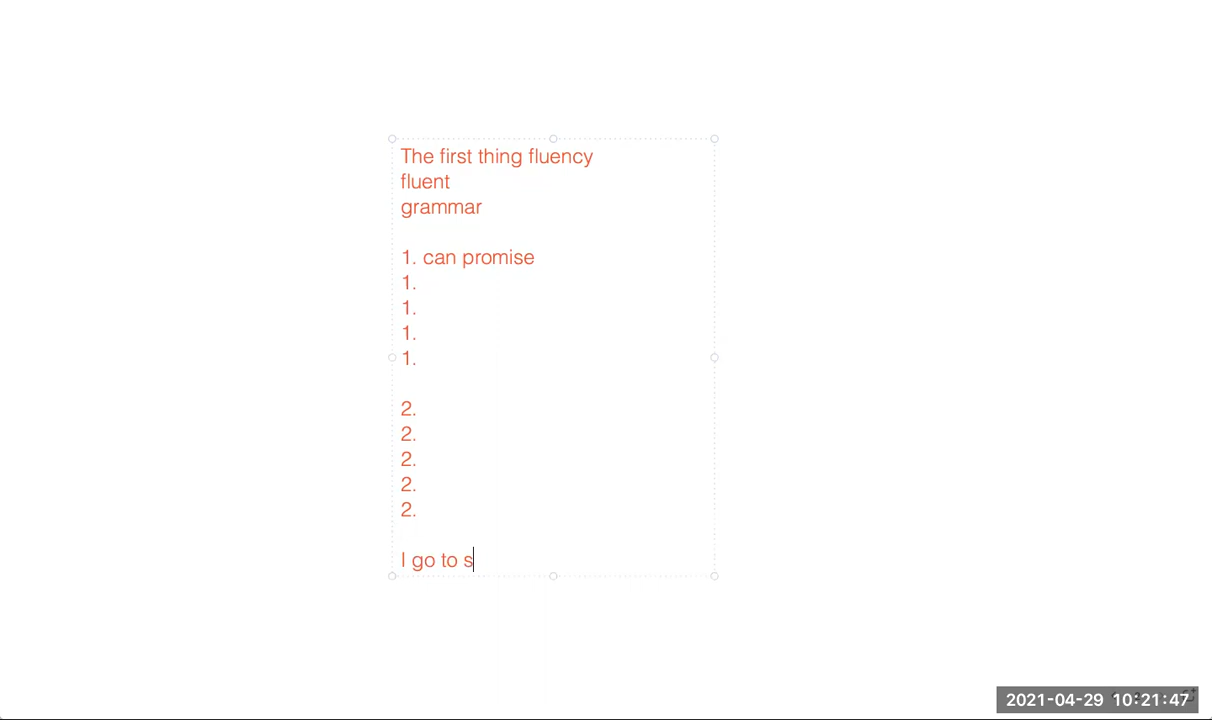 The first thing fluency
fluent
grammar
1. can promise
1.
1.
1.
1.
2.
2.
2.
2.
2.
I go to s
2021-04-29 10:21:47